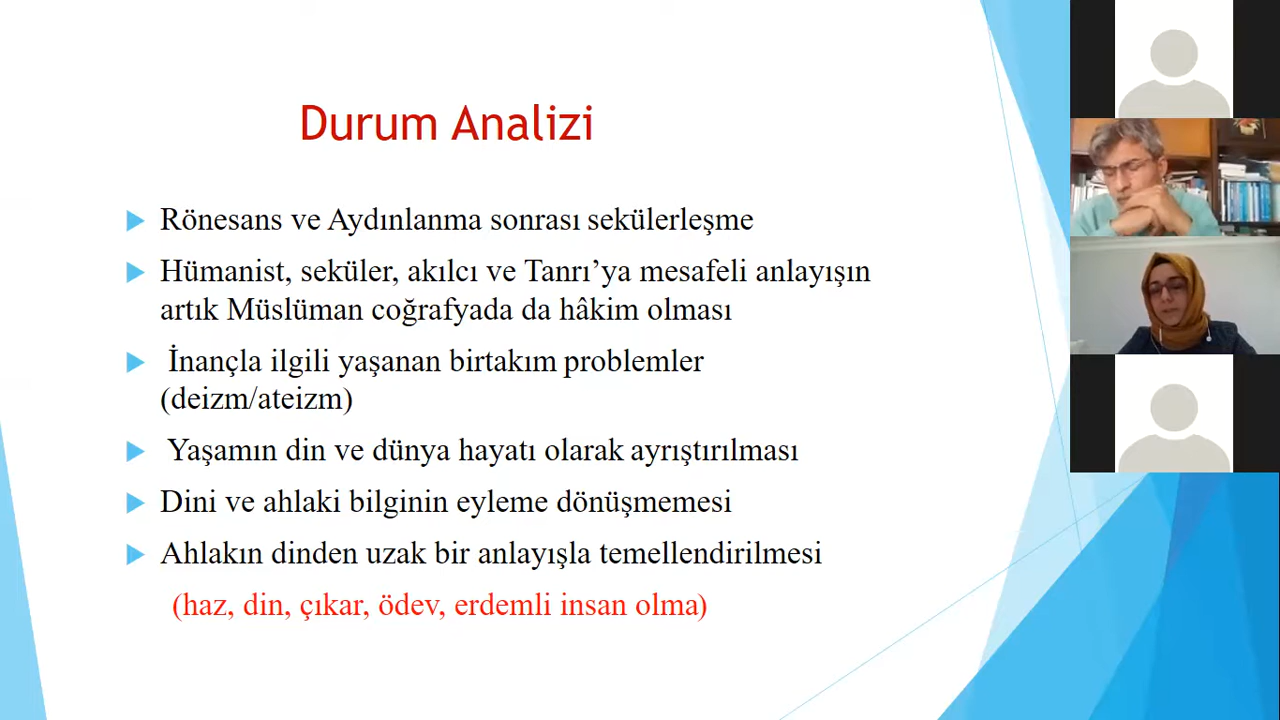 Durum Analizi
Rönesans ve Aydınlanma sonrası sekülerleşme
Hümanist, seküler, akılcı ve Tanrı’ya mesafeli anlayışın
artık Müslüman coğrafyada da hâkim olması
İnançla ilgili yaşanan birtakım problemler
(deizm/ateizm)
Yaşamın din ve dünya hayatı olarak ayrıştırılması
Dini ve ahlaki bilginin eyleme dönüşmemesi
Ahlakın dinden uzak bir anlayışla temellendirilmesi
(haz, din, çıkar, ödev, erdemli insan olma)